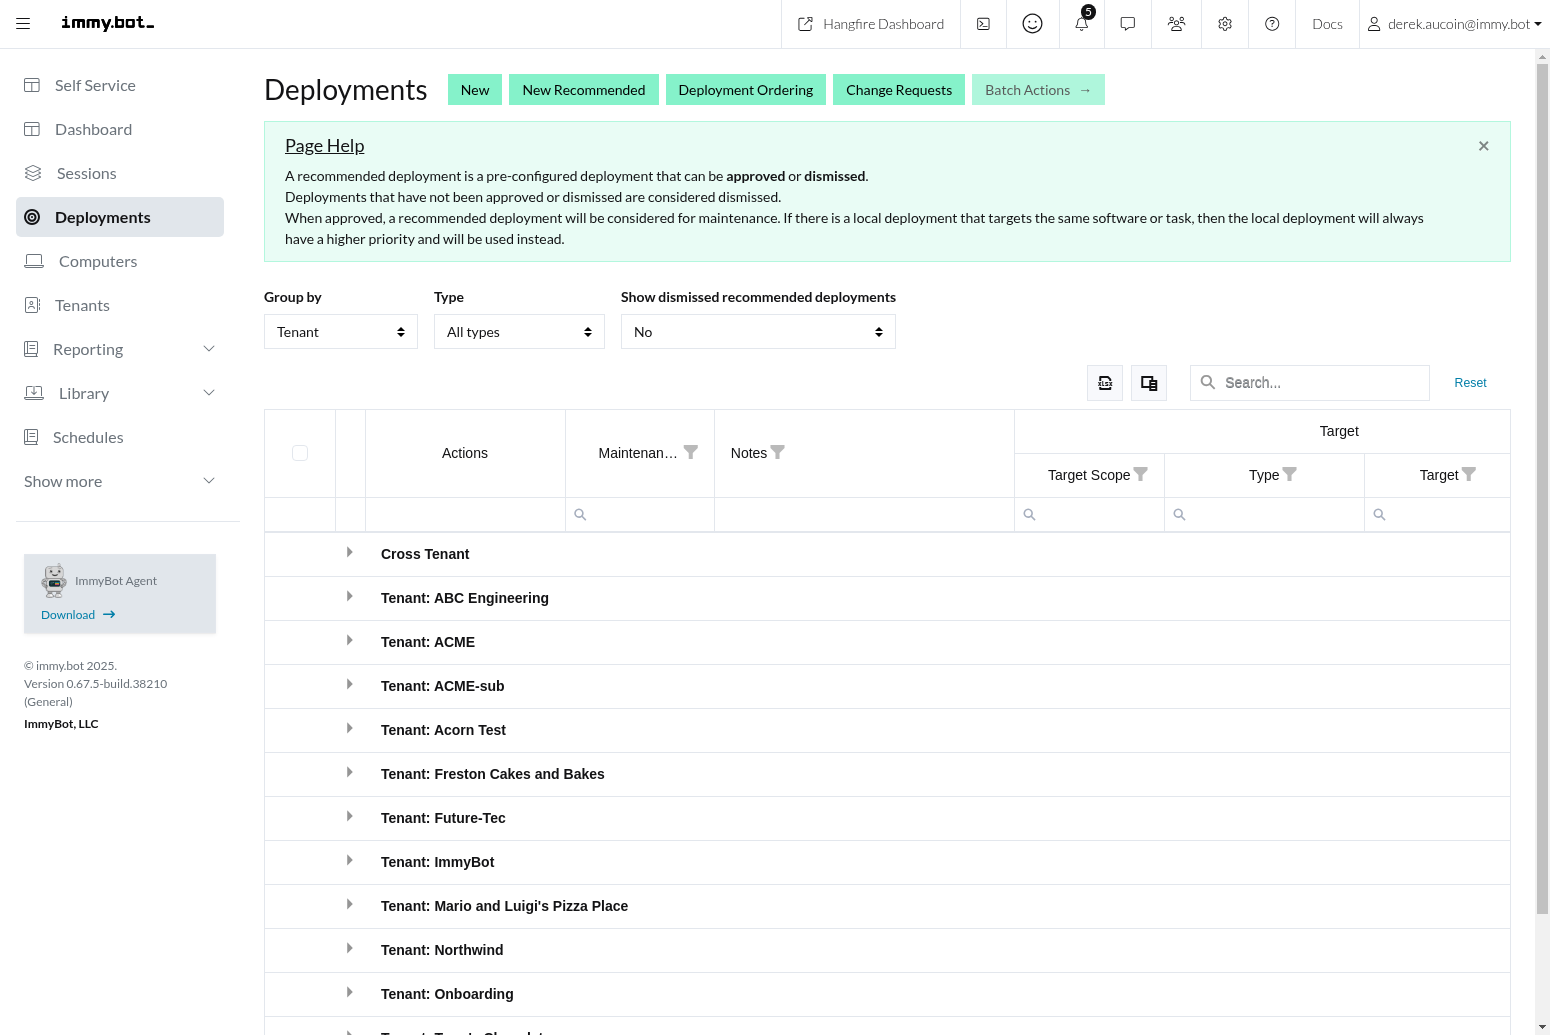 immy.bot_
Hangfire Dashboard
5
Docs
derek.aucoin@immy.bot
Self Service
Dashboard
Sessions
Deployments
Computers
Tenants
Reporting
Library
Schedules
Show more
ImmyBot Agent
Download →
© immy.bot 2025.
Version 0.67.5-build.38210
(General)
ImmyBot, LLC
Deployments
New
New Recommended
Deployment Ordering
Change Requests
Batch Actions →
Page Help
A recommended deployment is a pre-configured deployment that can be approved or dismissed.
Deployments that have not been approved or dismissed are considered dismissed.
When approved, a recommended deployment will be considered for maintenance. If there is a local deployment that targets the same software or task, then the local deployment will always
have a higher priority and will be used instead.
Group by
Type
Show dismissed recommended deployments
Tenant
All types
No
XLSX
Search...
Reset
Actions
Maintenan...
Notes
Target
Target Scope
Type
Target
Cross Tenant
Tenant: ABC Engineering
Tenant: ACME
Tenant: ACME-sub
Tenant: Acorn Test
Tenant: Freston Cakes and Bakes
Tenant: Future-Tec
Tenant: ImmyBot
Tenant: Mario and Luigi's Pizza Place
Tenant: Northwind
Tenant: Onboarding